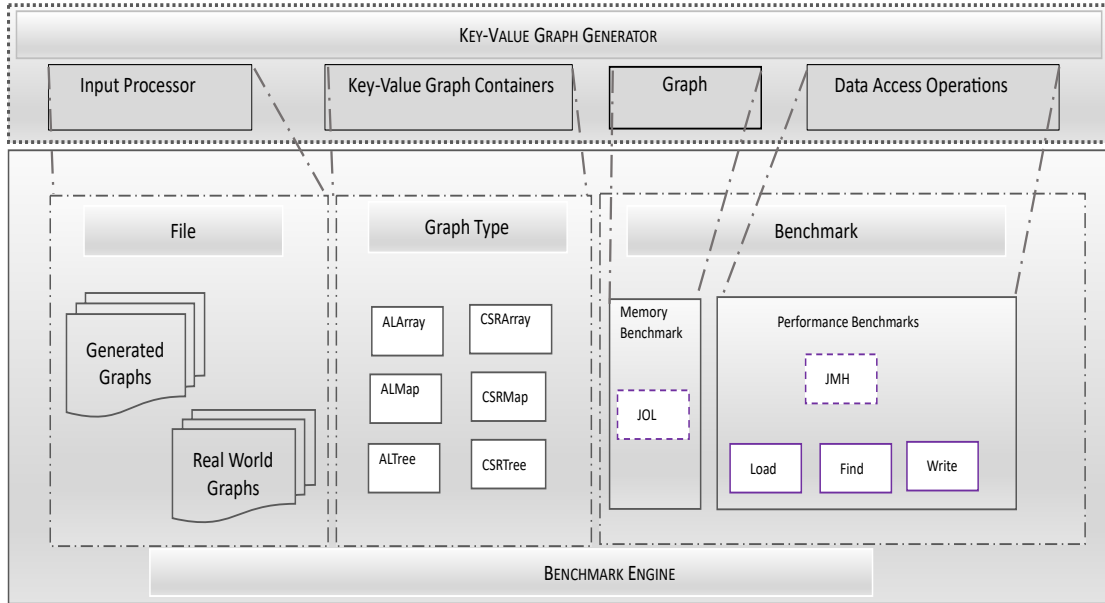 KEY-VALUE GRAPH GENERATOR
Input Processor
Key-Value Graph Containers
Graph
Data Access Operations
File
Graph Type
Benchmark
Generated
Graphs
Real World
Graphs
ALArray
CSRArray
ALMap
CSRMap
ALTree
CSRTree
Memory
Benchmark
JOL
Performance Benchmarks
JMH
Load
Find
Write
BENCHMARK ENGINE